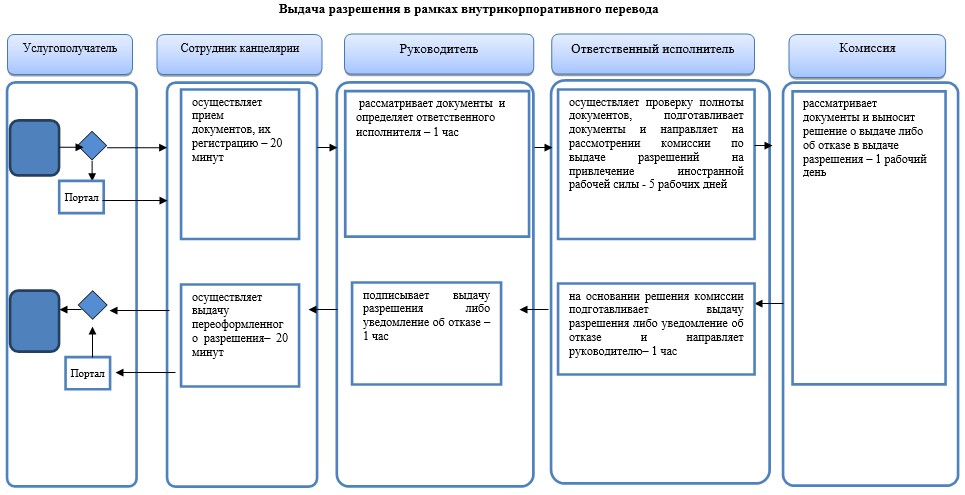 Выдача разрешения в рамках внутрикорпоративного перевода
Услугополучатель
Сотрудник канцелярии
Руководитель
Ответственный исполнитель
Комиссия
осуществляет
прием
документов, их
регистрацию – 20
минут
рассматривает документы и
определяет ответственного
исполнителя – 1 час
осуществляет проверку полноты
документов, подготавливает
документы и направляет на
рассмотрении комиссии по
выдаче разрешений на
привлечение иностранной
рабочей силы - 5 рабочих дней
рассматривает
документы и выносит
решение о выдаче либо
об отказе в выдаче
разрешения – 1 рабочий
день
Портал
осуществляет
выдачу
переоформленног
о разрешения– 20
минут
подписывает выдачу
разрешения либо
уведомление об отказе –
1 час
на основании решения комиссии
подготавливает выдачу
разрешения либо уведомление об
отказе и направляет
руководителю– 1 час
Портал